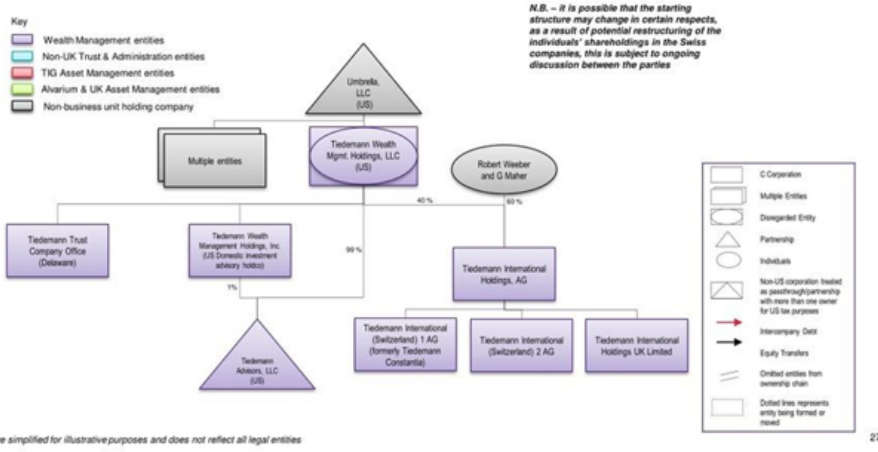 N.B. – it is possible that the starting
structure may change in certain respects,
as a result of potential restructuring of the
individuals' shareholdings in the Swiss
companies, this is subject to ongoing
discussion between the parties
Key
Wealth Management entities
Non-UK Trust & Administration entities
TIG Asset Management entities
Alvarium & UK Asset Management entities
Non-business unit holding company
Umbrella,
LLC
(US)
Multiple entities
Tiedemann Wealth
Mgmt. Holdings, LLC
(US)
Robert Weeber
and G Maher
40 %
60 %
Tiedemann Trust
Company Office
(Delaware)
Tiedemann Wealth
Management Holdings, Inc.
(US Domestic investment
advisory holdco)
99 %
1%
Tiedemann International
Holdings, AG
Tiedemann
Advisors, LLC
(US)
Tiedemann International
(Switzerland) 1 AG
(formerly Tiedemann
Constantia)
Tiedemann International
(Switzerland) 2 AG
Tiedemann International
Holdings UK Limited
C Corporation
Multiple Entities
Disregarded Entity
Partnership
Individuals
Non-US corporation treated
as passthrough/partnership
with more than one owner
for US tax purposes
Intercompany Debt
Equity Transfers
Omitted entities from
ownership chain
Dotted lines represents
entity being formed or
moved
simplified for illustrative purposes and does not reflect all legal entities